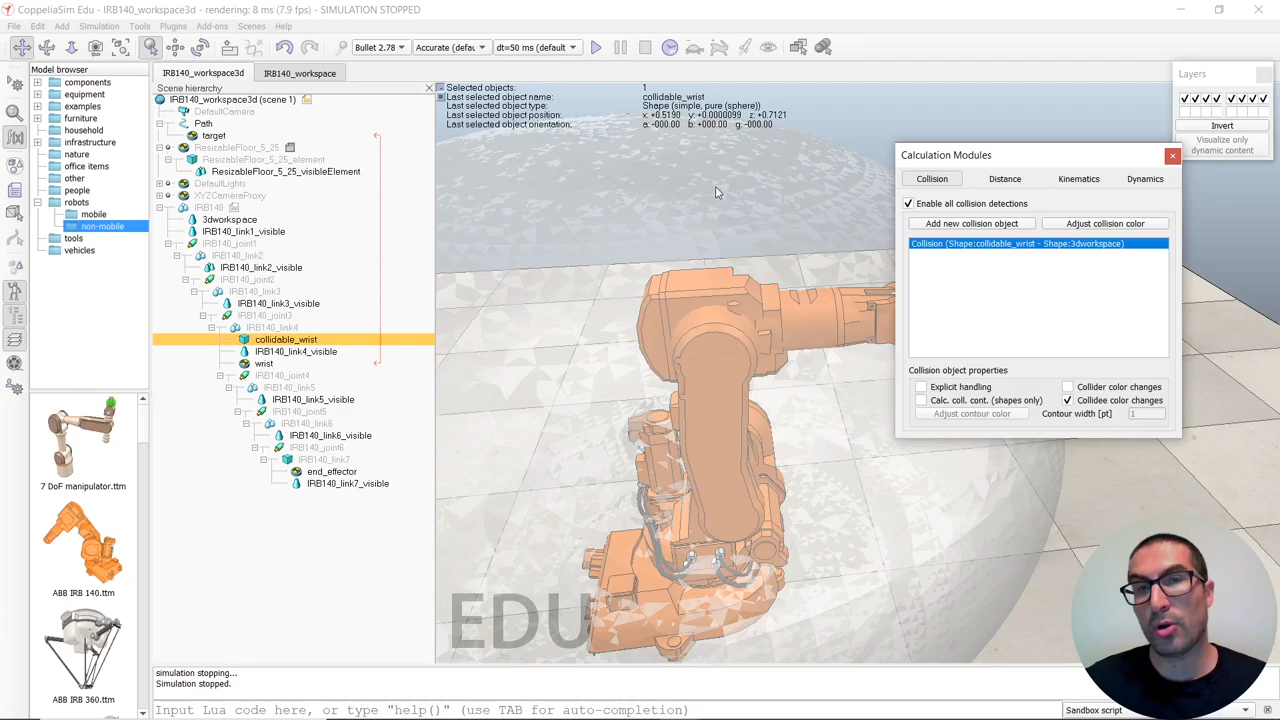 CoppeliaSim Edu - IRB140_workspace3d - rendering: 8 ms (7.9 fps) - SIMULATION STOPPED
File Edit Add Simulation Tools Plugins Add-ons Scenes Help
Bullet 2.78 Accurate (defau dt=50 ms (default)
Model browser
components
equipment
examples
furniture
household
infrastructure
nature
office items
other
people
robots
mobile
non-mobile
tools
vehicles
7 DoF manipulator.ttm
ABB IRB 140.ttm
ABB IRB 360.ttm
IRB140_workspace3d IRB140_workspace
Scene hierarchy
IRB140_workspace3d (scene 1)
DefaultCamera
Path
target
ResizableFloor_5_25
ResizableFloor_5_25_element
ResizableFloor_5_25_visibleElement
DefaultLights
XYZCameraProxy
IRB140
3dworkspace
IRB140_link1_visible
IRB140_joint1
IRB140_link2
IRB140_link2_visible
IRB140_joint2
IRB140_link3
IRB140_link3_visible
IRB140_joint3
IRB140_link4
collidable_wrist
IRB140_link4_visible
wrist
IRB140_joint4
IRB140_link5
IRB140_link5_visible
IRB140_joint5
IRB140_link6
IRB140_link6_visible
IRB140_joint6
IRB140_link7
end_effector
IRB140_link7_visible
Selected objects: 1
Last selected object name: collidable_wrist
Last selected object type: Shape (simple, pure (sphere))
Last selected object position: x: +0.5190 y: +0.0000099 z: +0.7121
Last selected object orientation: a: -000.00 b: +000.00 g: -000.00
EDU
Layers
Invert
Visualize only
dynamic content
Calculation Modules
Collision Distance Kinematics Dynamics
Enable all collision detections
Add new collision object Adjust collision color
Collision (Shape:collidable_wrist - Shape:3dworkspace)
Collision object properties
Explicit handling Collider color changes
Calc. coll. cont. (shapes only) Collidee color changes
Adjust contour color Contour width [pt] 1
simulation stopping...
Simulation stopped.
Input Lua code here, or type "help()" (use TAB for auto-completion)
Sandbox script